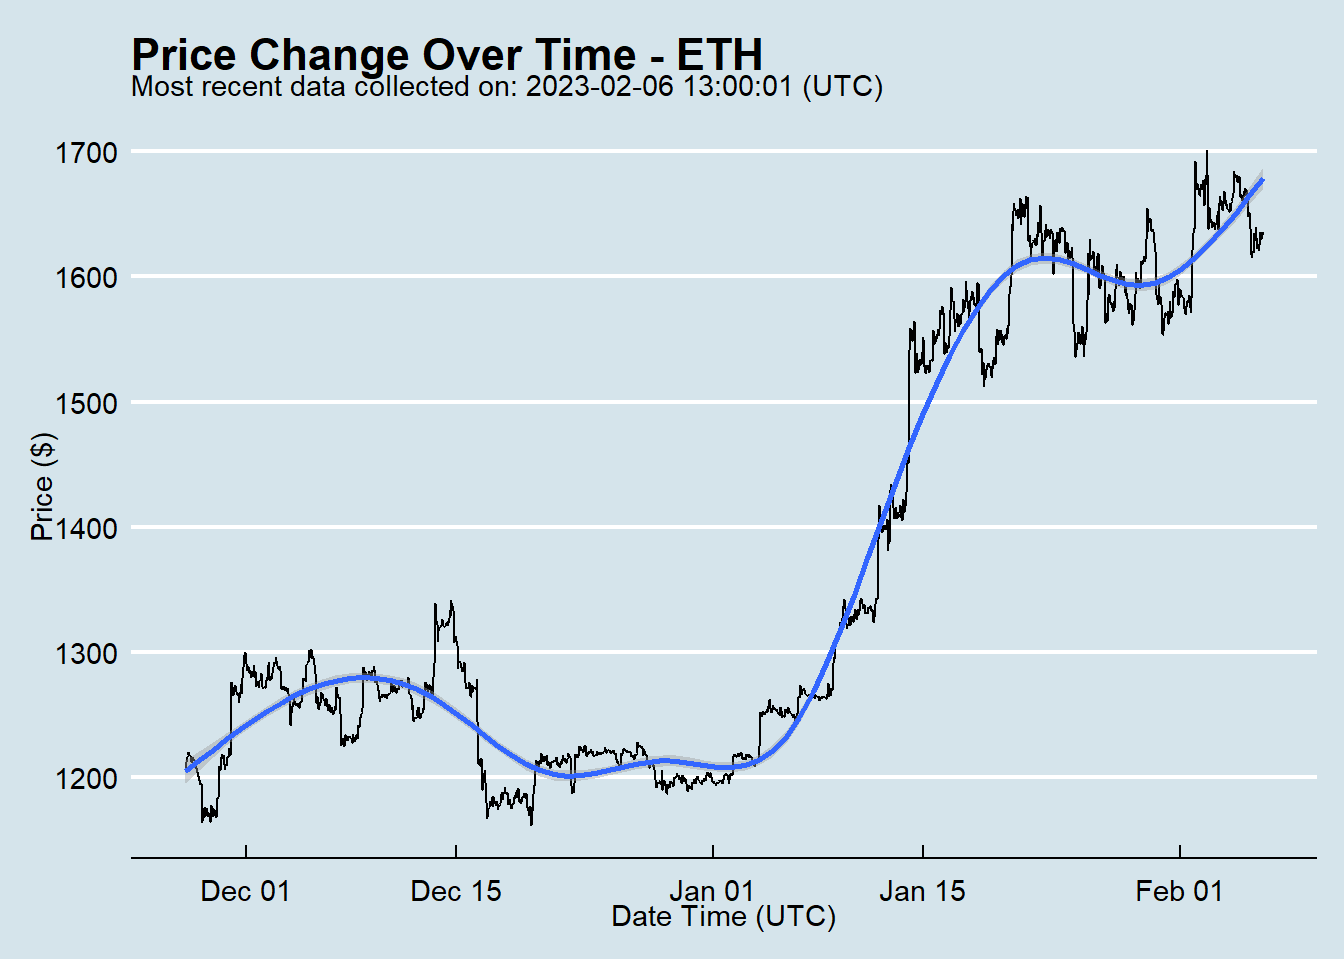 Price Change Over Time - ETH
Most recent data collected on: 2023-02-06 13:00:01 (UTC)
1700
1600
1500
1400
1300
1200
Price ($)
Dec 01
Dec 15
Jan 01
Jan 15
Feb 01
Date Time (UTC)